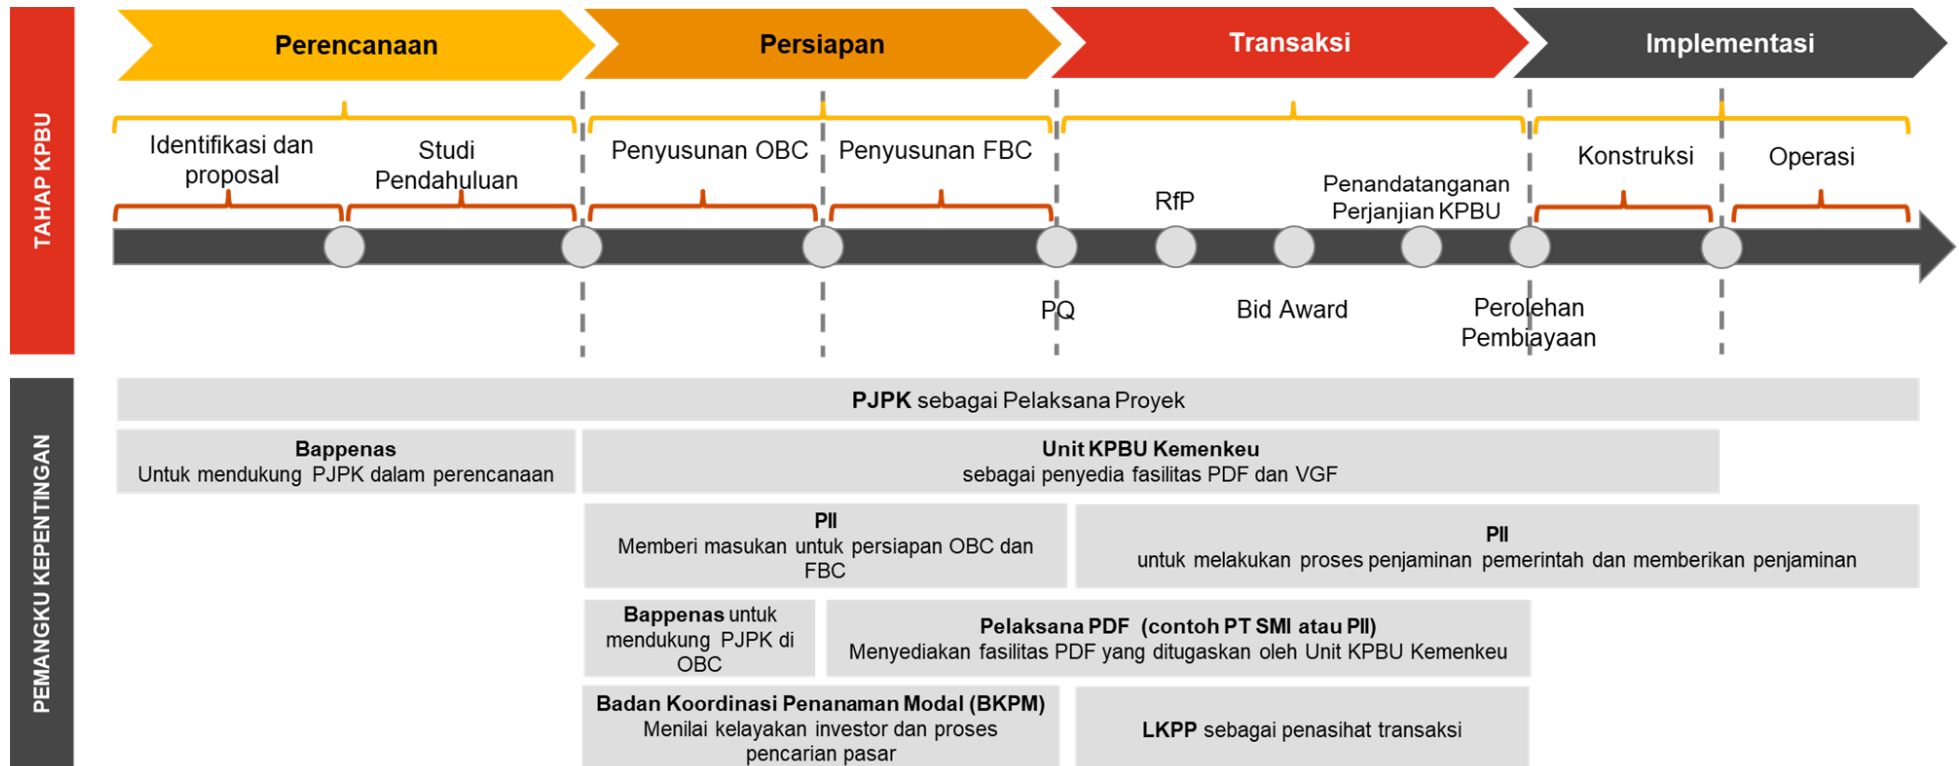 Perencanaan
Persiapan
Transaksi
Implementasi
TAHAP KPBU
Identifikasi dan
proposal
Studi
Pendahuluan
Penyusunan OBC
Penyusunan FBC
RfP
Penandatanganan
Perjanjian KPBU
Konstruksi
Operasi
PQ
Bid Award
Perolehan
Pembiayaan
PEMANGKU KEPENTINGAN
PJPK sebagai Pelaksana Proyek
Bappenas
Untuk mendukung PJPK dalam perencanaan
Unit KPBU Kemenkeu
sebagai penyedia fasilitas PDF dan VGF
PII
Memberi masukan untuk persiapan OBC dan
FBC
PII
untuk melakukan proses penjaminan pemerintah dan memberikan penjaminan
Bappenas untuk
mendukung PJPK di
OBC
Pelaksana PDF (contoh PT SMI atau PII)
Menyediakan fasilitas PDF yang ditugaskan oleh Unit KPBU Kemenkeu
Badan Koordinasi Penanaman Modal (BKPM)
Menilai kelayakan investor dan proses
pencarian pasar
LKPP sebagai penasihat transaksi